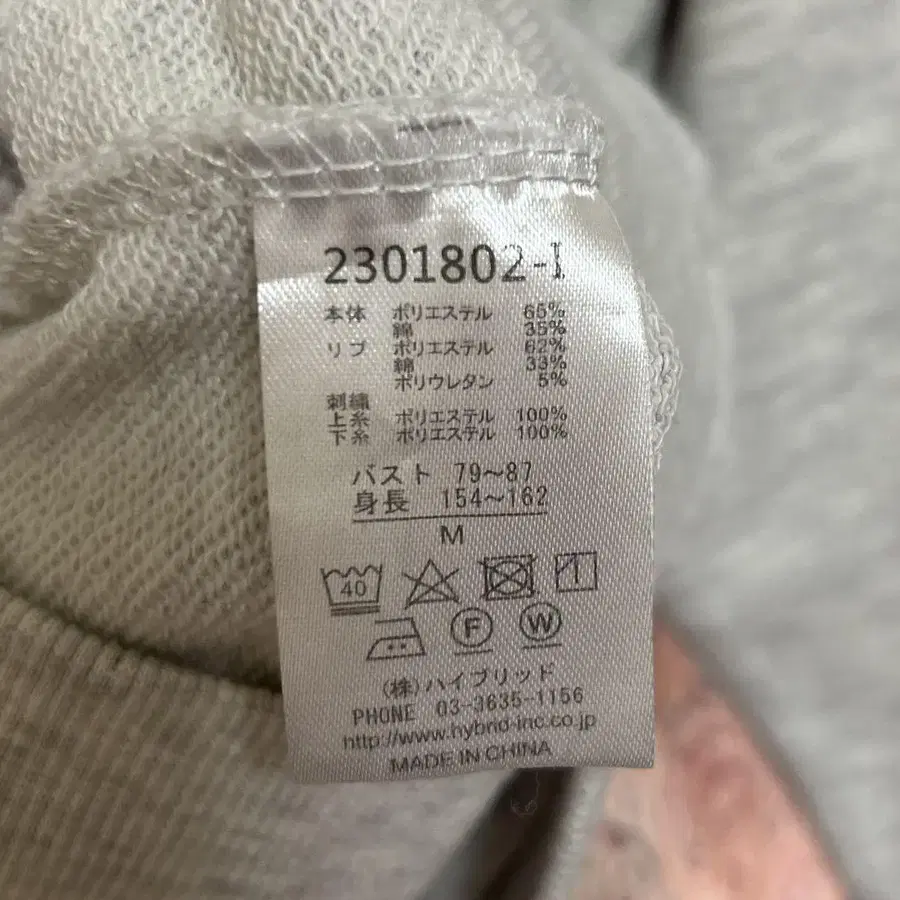 2301802-I
本体 ポリエステル 65%
綿 35%
リブ ポリエステル 62%
綿 33%
ポリウレタン 5%
刺繍
上糸 ポリエステル 100%
下糸 ポリエステル 100%
バスト 79～87
身長 154～162
M
40
F W
(株)ハイブリッド
PHONE 03-3635-1156
http://www.hybrid-inc.co.jp
MADE IN CHINA